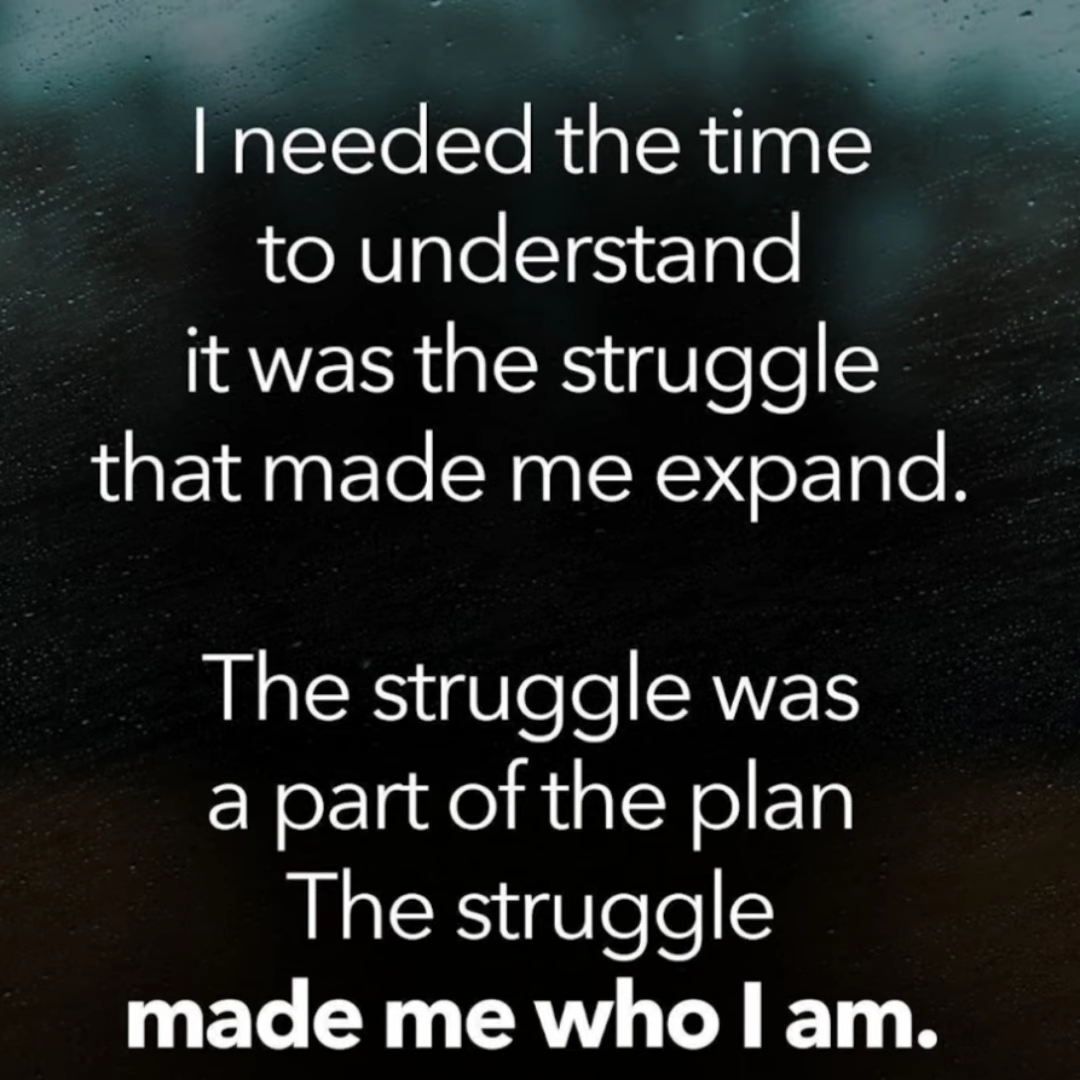 I needed the time
to understand
it was the struggle
that made me expand.
The struggle was
a part of the plan
The struggle
made me who I am.